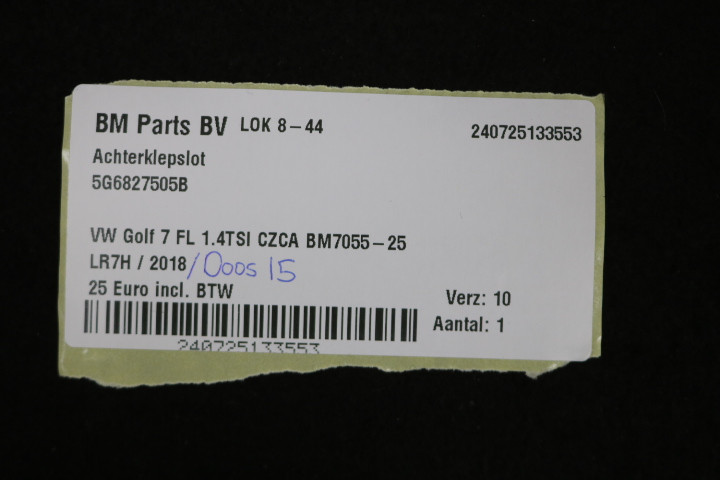 BM Parts BV LOK 8-44 240725133553
Achterklepslot
5G6827505B
VW Golf 7 FL 1.4TSI CZCA BM7055-25
LR7H / 2018 /Doos 15
25 Euro incl. BTW
Verz: 10
Aantal: 1
240725133553